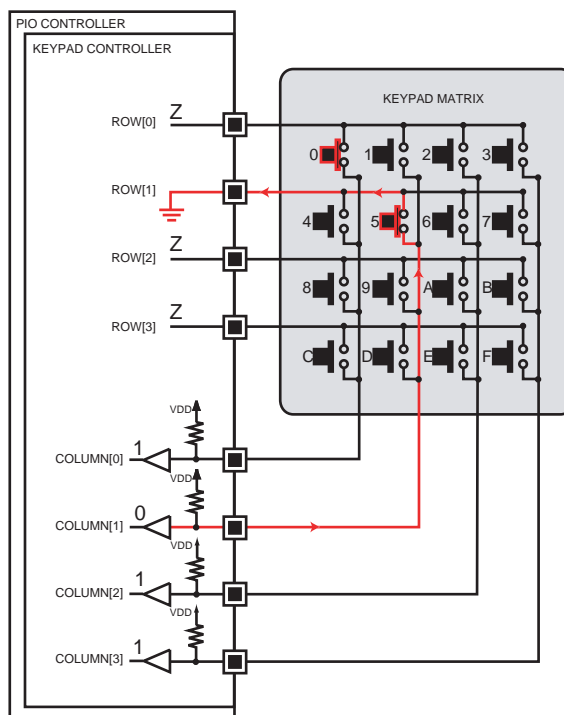 PIO CONTROLLER
KEYPAD CONTROLLER
KEYPAD MATRIX
ROW[0] Z
0 1 2 3
ROW[1]
4 5 6 7
ROW[2] Z
8 9 A B
ROW[3] Z
C D E F
VDD
COLUMN[0] 1
VDD
COLUMN[1] 0
VDD
COLUMN[2] 1
VDD
COLUMN[3] 1